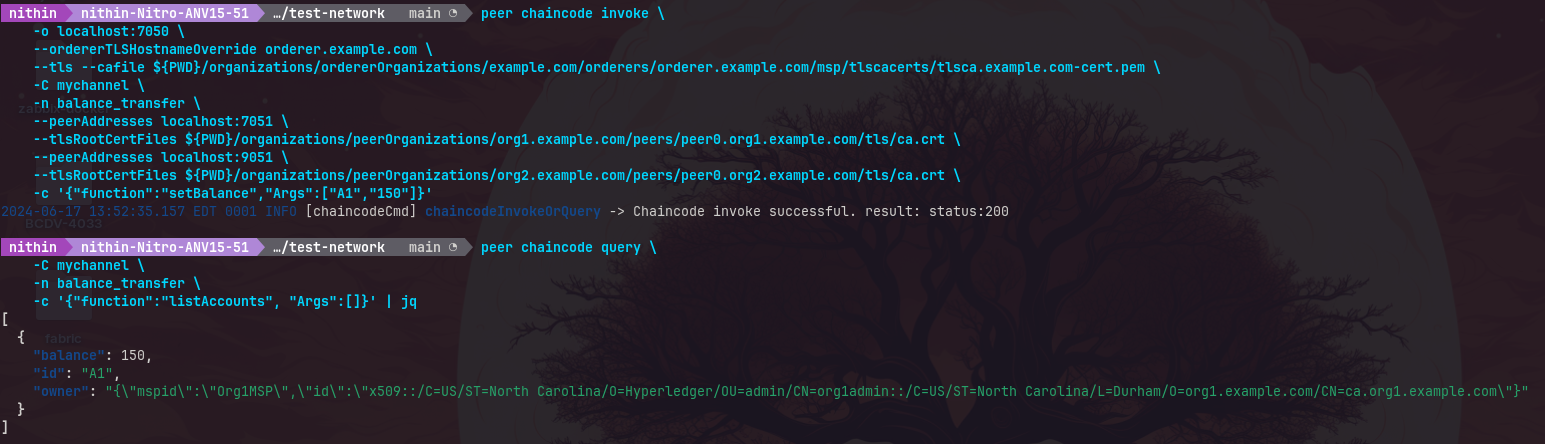 nithin nithin-Nitro-ANV15-51 …/test-network main peer chaincode invoke \
-o localhost:7050 \
--ordererTLSHostnameOverride orderer.example.com \
--tls --cafile ${PWD}/organizations/ordererOrganizations/example.com/orderers/orderer.example.com/msp/tlscacerts/tlsca.example.com-cert.pem \
-C mychannel \
-n balance_transfer \
--peerAddresses localhost:7051 \
--tlsRootCertFiles ${PWD}/organizations/peerOrganizations/org1.example.com/peers/peer0.org1.example.com/tls/ca.crt \
--peerAddresses localhost:9051 \
--tlsRootCertFiles ${PWD}/organizations/peerOrganizations/org2.example.com/peers/peer0.org2.example.com/tls/ca.crt \
-c '{"function":"setBalance","Args":["A1","150"]}'
2024-06-17 13:52:35.157 EDT 0001 INFO [chaincodeCmd] chaincodeInvokeOrQuery -> Chaincode invoke successful. result: status:200
BCDV-4033
nithin nithin-Nitro-ANV15-51 …/test-network main peer chaincode query \
-C mychannel \
-n balance_transfer \
-c '{"function":"listAccounts", "Args":[]}' | jq
[
{
fabric
"balance": 150,
"id": "A1",
"owner": "{\"mspid\":\"Org1MSP\",\"id\":\"x509::/C=US/ST=North Carolina/O=Hyperledger/OU=admin/CN=org1admin::/C=US/ST=North Carolina/L=Durham/O=org1.example.com/CN=ca.org1.example.com\"}"
}
]